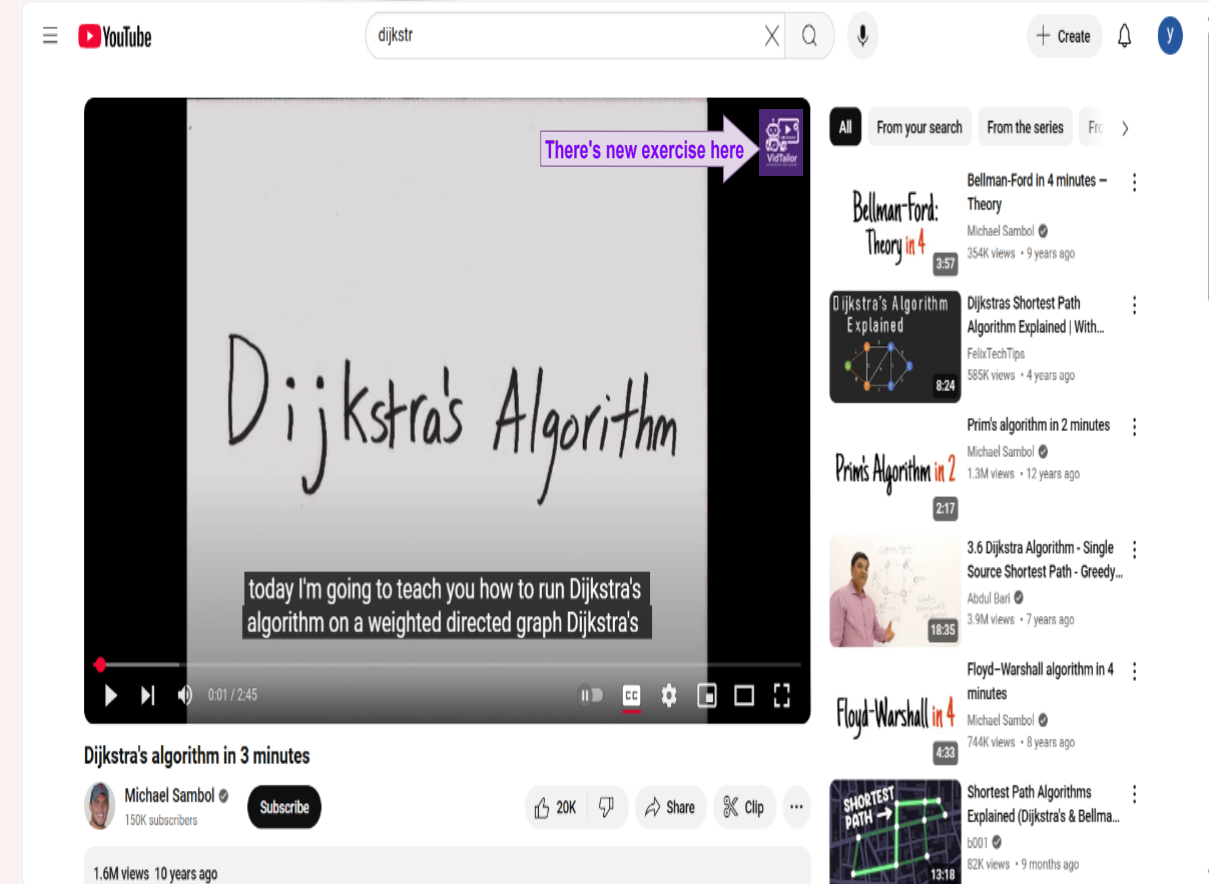 YouTube
dijkstr
Create
y
There's new exercise here
VidTailor
Dijkstra's Algorithm
today I'm going to teach you how to run Dijkstra's
algorithm on a weighted directed graph Dijkstra's
0:01 / 2:45
CC
Dijkstra's algorithm in 3 minutes
Michael Sambol
150K subscribers
Subscribe
20K
Share
Clip
1.6M views 10 years ago
All
From your search
From the series
Bellman-Ford:
Theory in 4
3:57
Bellman-Ford in 4 minutes –
Theory
Michael Sambol
354K views • 9 years ago
Dijkstra's Algorithm
Explained
8:24
Dijkstras Shortest Path
Algorithm Explained | With...
FelixTechTips
585K views • 4 years ago
Prim's Algorithm in 2
2:17
Prim's algorithm in 2 minutes
Michael Sambol
1.3M views • 12 years ago
18:35
3.6 Dijkstra Algorithm - Single
Source Shortest Path - Greedy...
Abdul Bari
3.9M views • 7 years ago
Floyd-Warshall in 4
4:33
Floyd–Warshall algorithm in 4
minutes
Michael Sambol
744K views • 8 years ago
SHORTEST
PATH
13:18
Shortest Path Algorithms
Explained (Dijkstra's & Bellma...
b001
82K views • 9 months ago